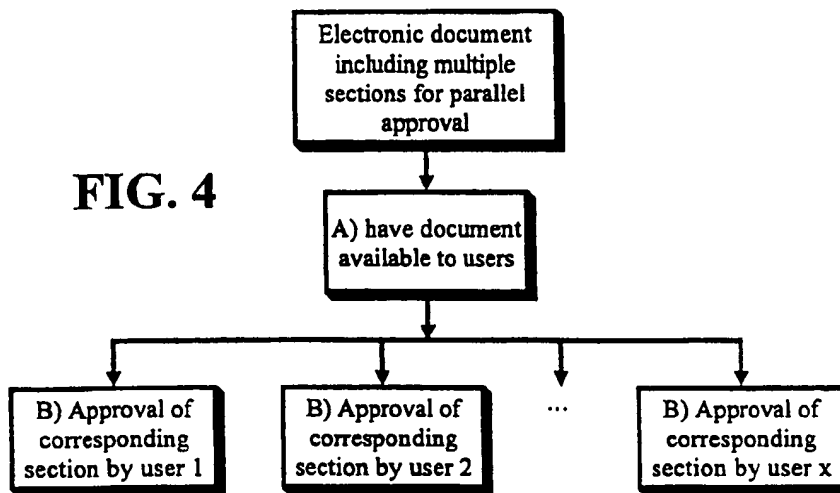 Electronic document
including multiple
sections for parallel
approval
FIG. 4
A) have document
available to users
B) Approval of
corresponding
section by user 1
B) Approval of
corresponding
section by user 2
...
B) Approval of
corresponding
section by user x